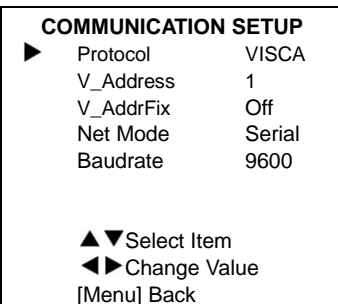 COMMUNICATION SETUP
▶ Protocol VISCA
V_Address 1
V_AddrFix Off
Net Mode Serial
Baudrate 9600
▲▼Select Item
◀▶Change Value
[Menu] Back